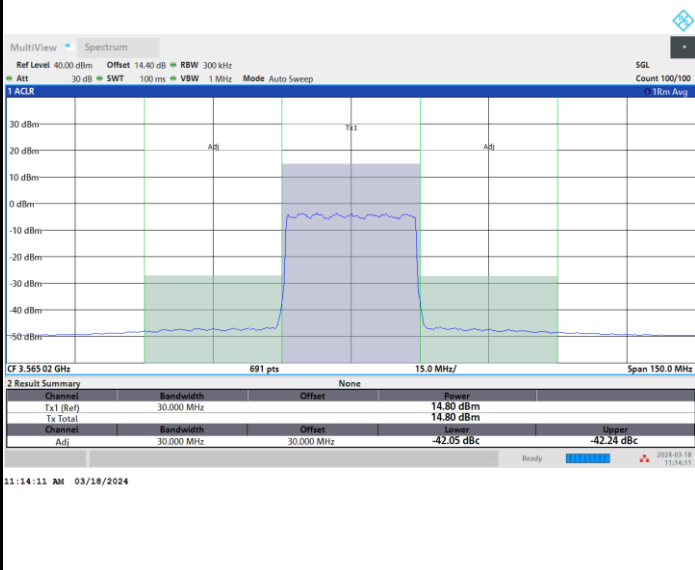 MultiView Spectrum
Ref Level 40.00 dBm Offset 14.40 dB RBW 300 kHz SGL
Att 30 dB SWT 100 ms VBW 1 MHz Mode Auto Sweep Count 100/100
1 ACLR 1Rm Avg
30 dBm
Tx1
Adj Adj
20 dBm
10 dBm
0 dBm
-10 dBm
-20 dBm
-30 dBm
-40 dBm
-50 dBm
CF 3.565 02 GHz 691 pts 15.0 MHz/ Span 150.0 MHz
2 Result Summary None
Channel Bandwidth Offset Power
Tx1 (Ref) 30.000 MHz 14.80 dBm
Tx Total 14.80 dBm
Channel Bandwidth Offset Lower Upper
Adj 30.000 MHz 30.000 MHz -42.05 dBc -42.24 dBc
Ready 2024-03-18
11:14:11
11:14:11 AM 03/18/2024